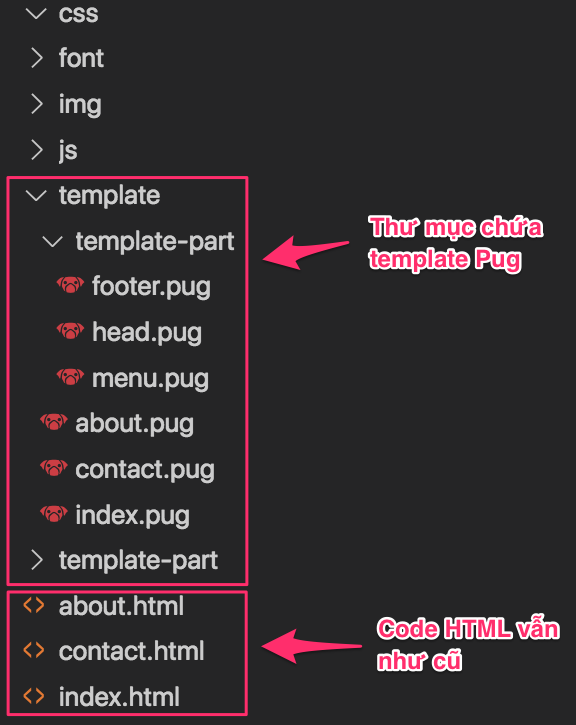 css
font
img
js
template
template-part
footer.pug
head.pug
menu.pug
about.pug
contact.pug
index.pug
template-part
about.html
contact.html
index.html
Thư mục chứa
template Pug
Code HTML vẫn
như cũ